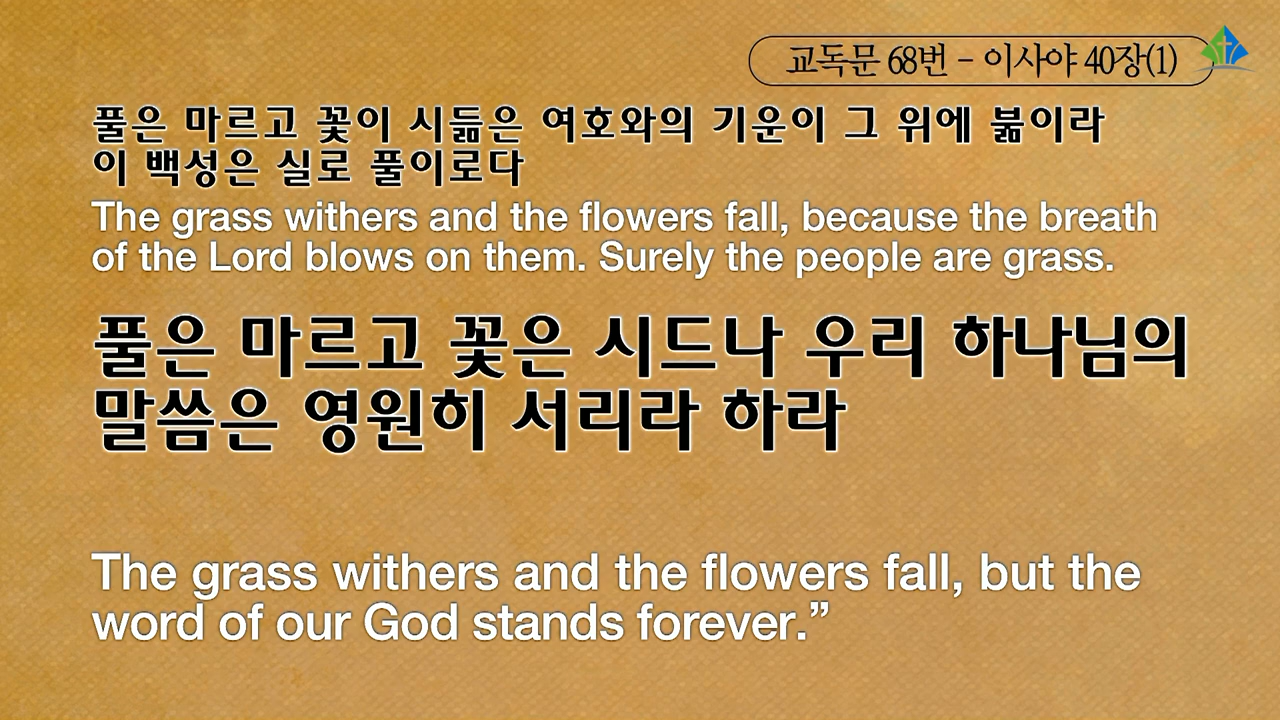 교독문 68번 - 이사야 40장(1)
풀은 마르고 꽃이 시듦은 여호와의 기운이 그 위에 붊이라
이 백성은 실로 풀이로다
The grass withers and the flowers fall, because the breath
of the Lord blows on them. Surely the people are grass.
풀은 마르고 꽃은 시드나 우리 하나님의
말씀은 영원히 서리라 하라
The grass withers and the flowers fall, but the
word of our God stands forever.”